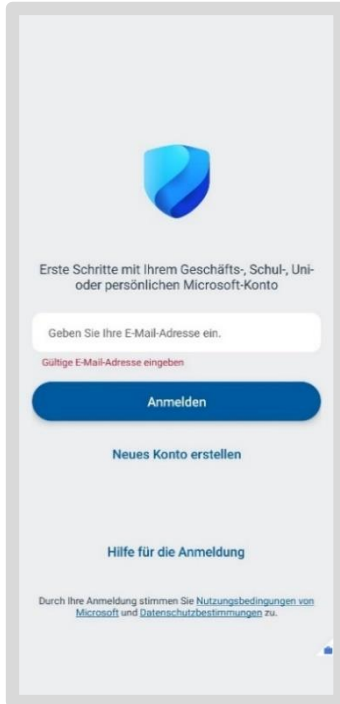 Erste Schritte mit Ihrem Geschäfts-, Schul-, Uni-
oder persönlichen Microsoft-Konto
Geben Sie Ihre E-Mail-Adresse ein.
Gültige E-Mail-Adresse eingeben
Anmelden
Neues Konto erstellen
Hilfe für die Anmeldung
Durch Ihre Anmeldung stimmen Sie Nutzungsbedingungen von
Microsoft und Datenschutzbestimmungen zu.